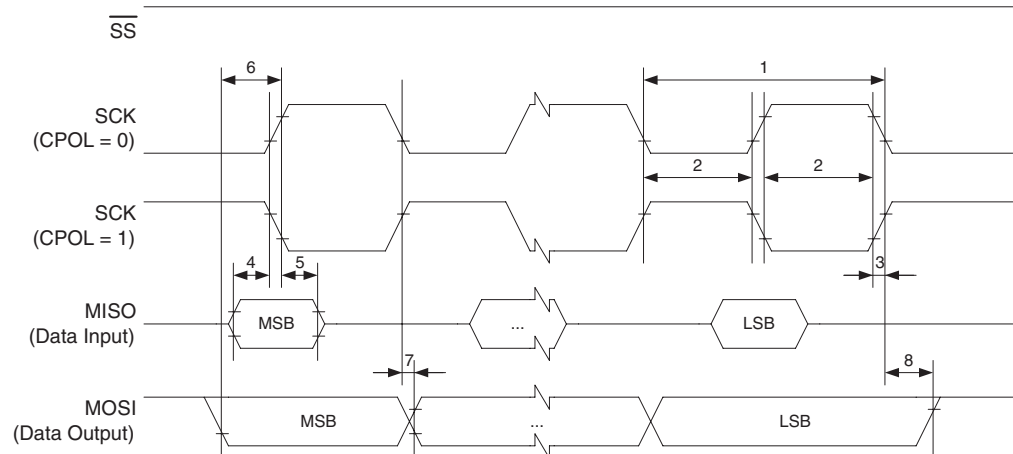 SS
6
1
SCK
(CPOL = 0)
2
2
SCK
(CPOL = 1)
4
5
3
MISO
(Data Input)
MSB
...
LSB
7
8
MOSI
(Data Output)
MSB
...
LSB